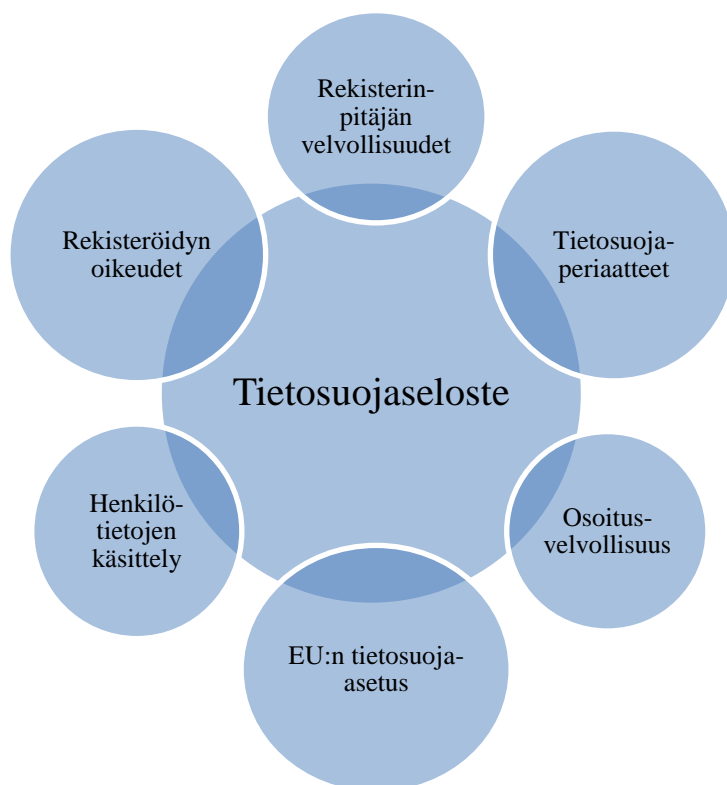 Rekisterin-
pitäjän
velvollisuudet
Rekisteröidyn
oikeudet
Tietosuoja-
periaatteet
Tietosuojaseloste
Henkilö-
tietojen
käsittely
Osoitus-
velvollisuus
EU:n tietosuoja-
asetus